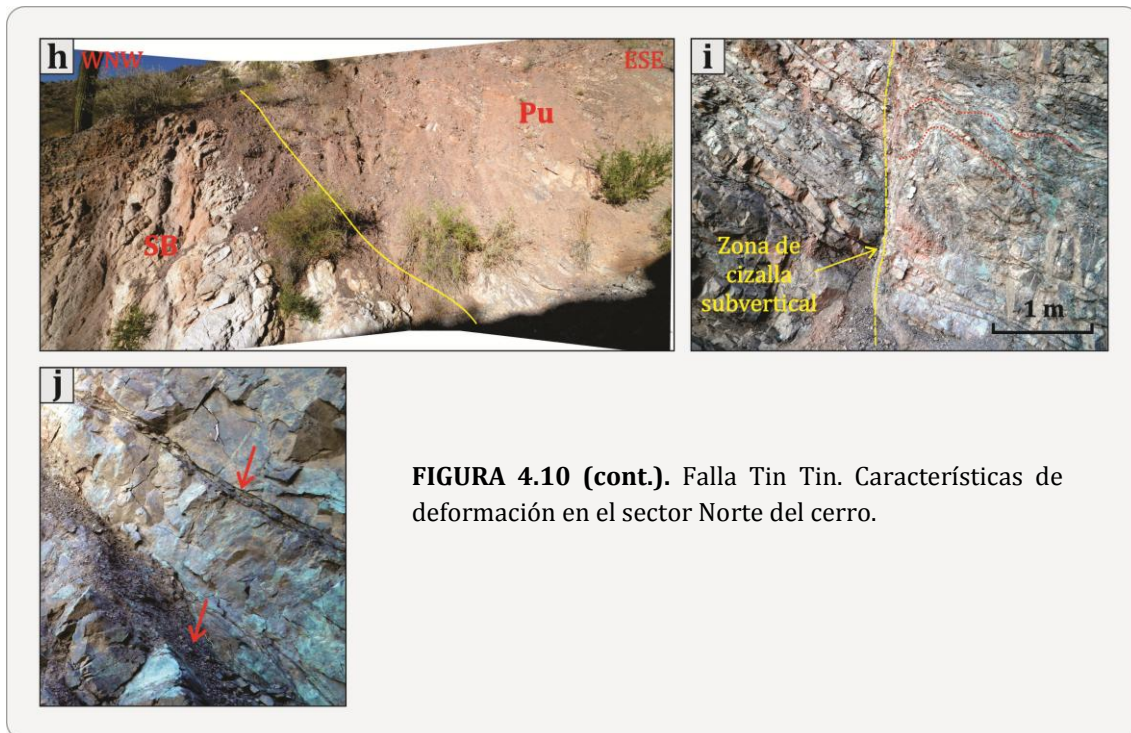 h
WNW
ESE
Pu
SB
i
Zona de
cizalla
subvertical
1 m
j
FIGURA 4.10 (cont.). Falla Tin Tin. Características de
deformación en el sector Norte del cerro.